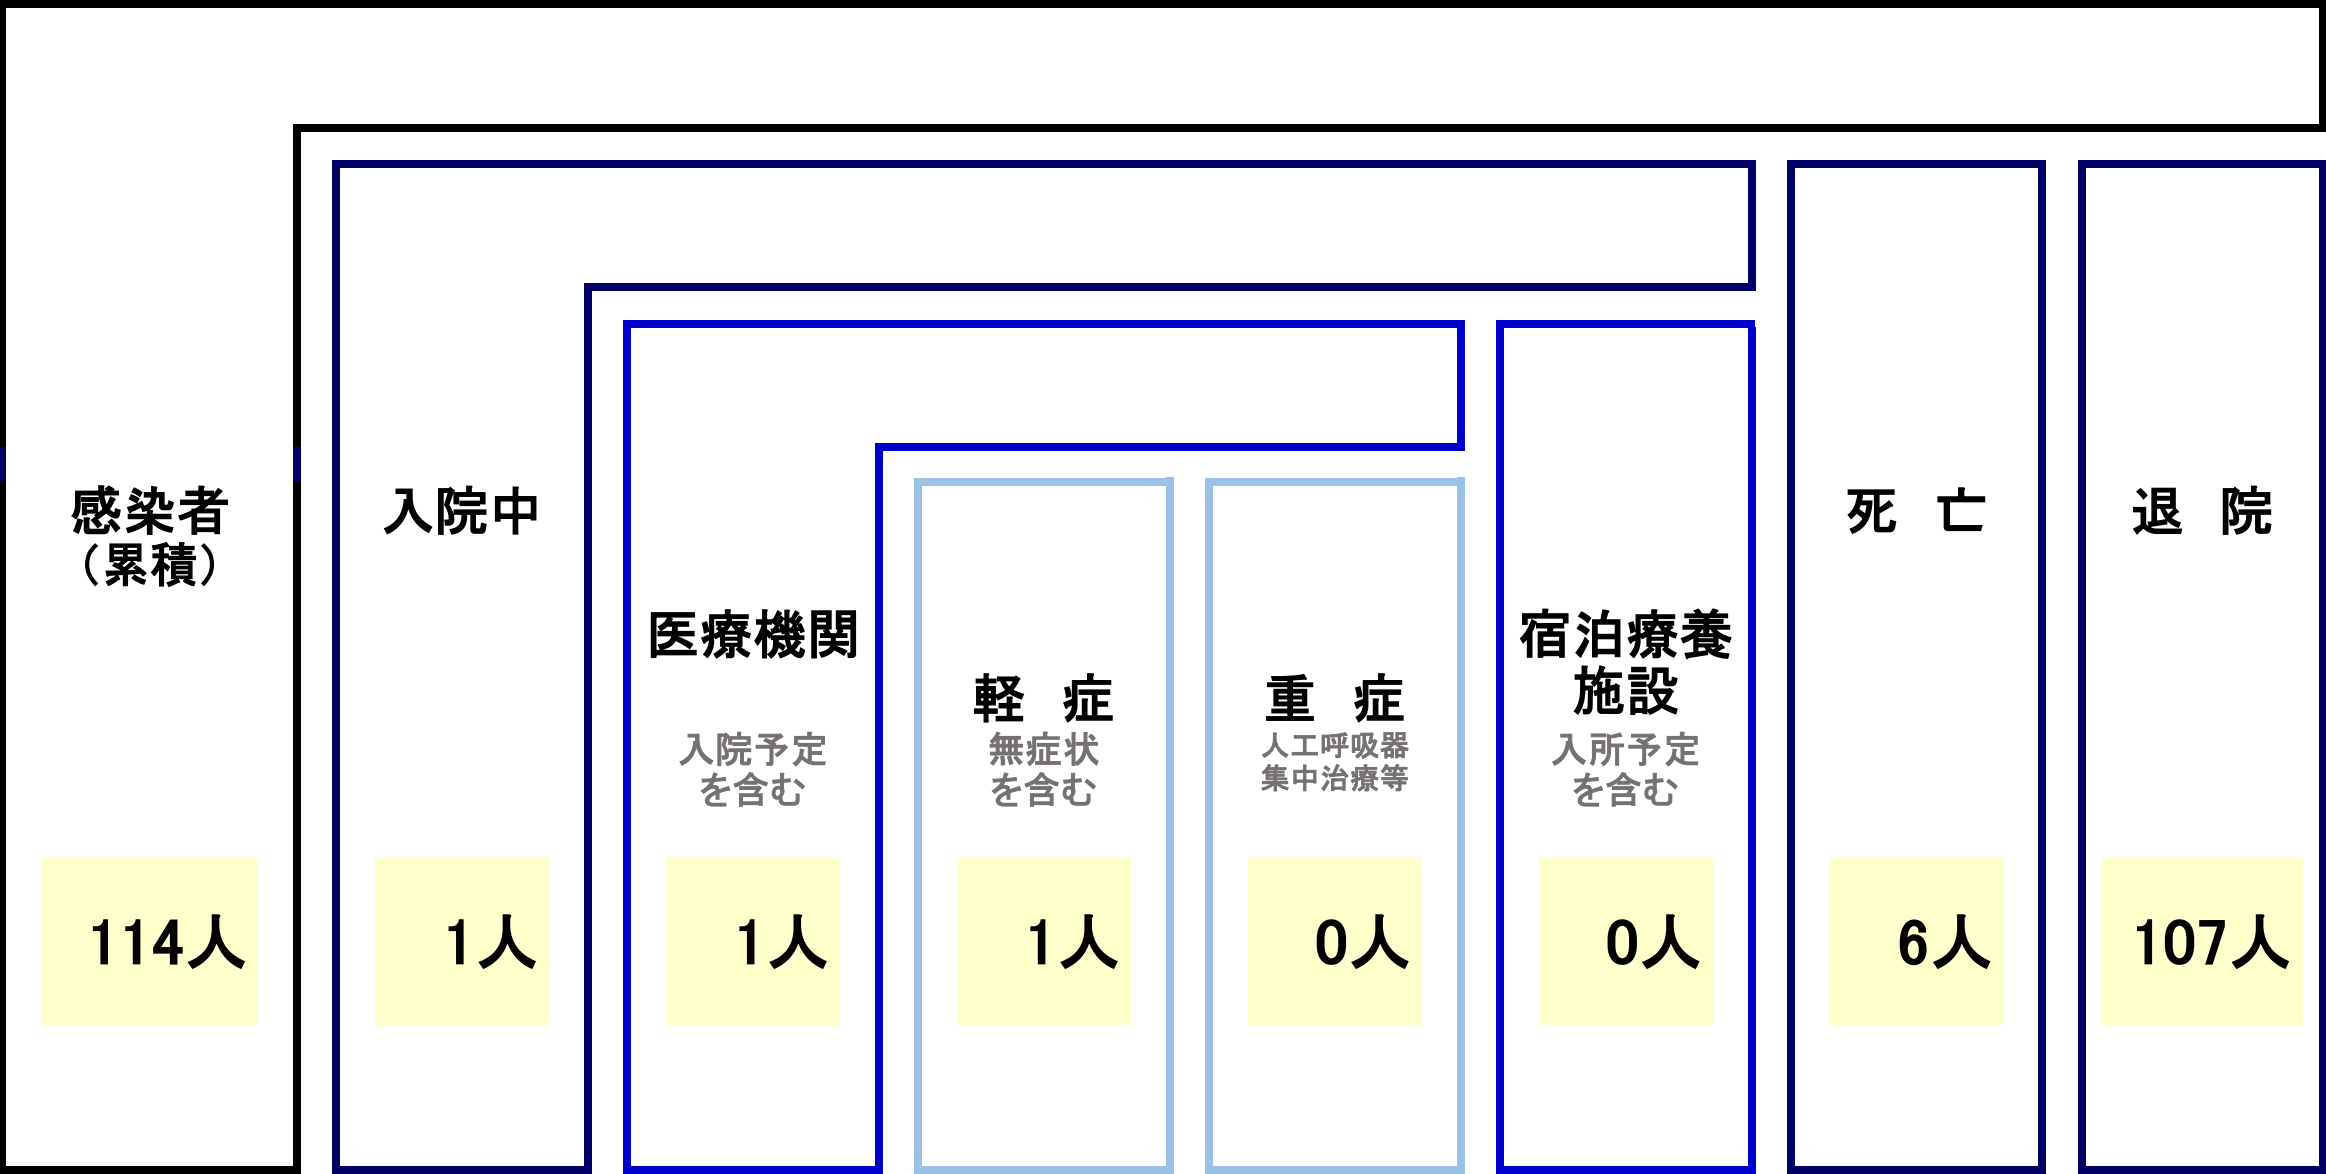 感染者
（累積）
114人
入院中
1人
医療機関
入院予定
を含む
1人
軽　症
無症状
を含む
1人
重　症
人工呼吸器
集中治療等
0人
宿泊療養
施設
入所予定
を含む
0人
死　亡
6人
退　院
107人